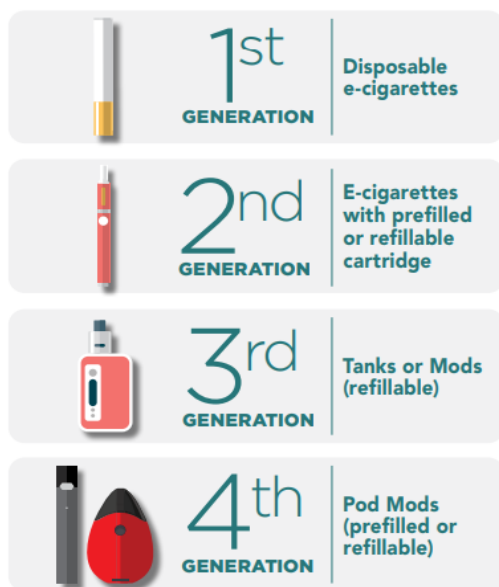 1st
GENERATION
Disposable
e-cigarettes
2nd
GENERATION
E-cigarettes
with prefilled
or refillable
cartridge
3rd
GENERATION
Tanks or Mods
(refillable)
4th
GENERATION
Pod Mods
(prefilled or
refillable)